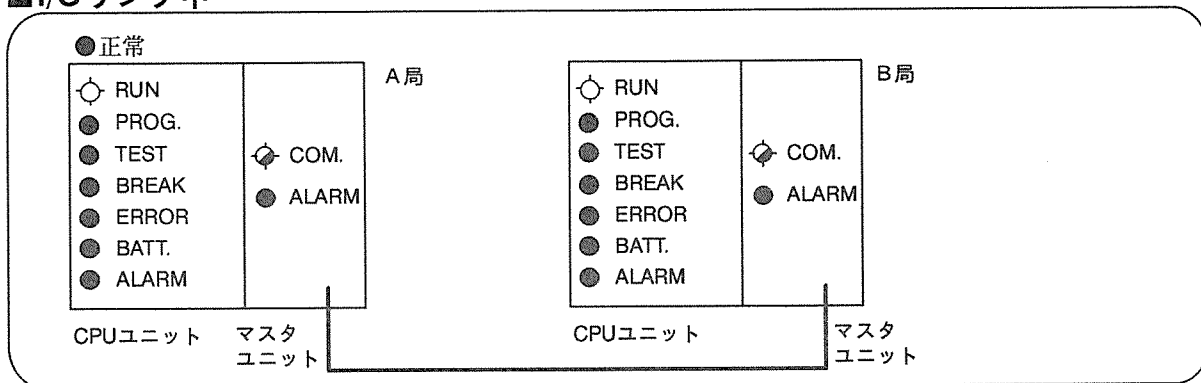 ●正常
A局
RUN
PROG.
TEST
BREAK
ERROR
BATT.
ALARM
COM.
ALARM
CPUユニット
マスタ
ユニット
B局
RUN
PROG.
TEST
BREAK
ERROR
BATT.
ALARM
COM.
ALARM
CPUユニット
マスタ
ユニット